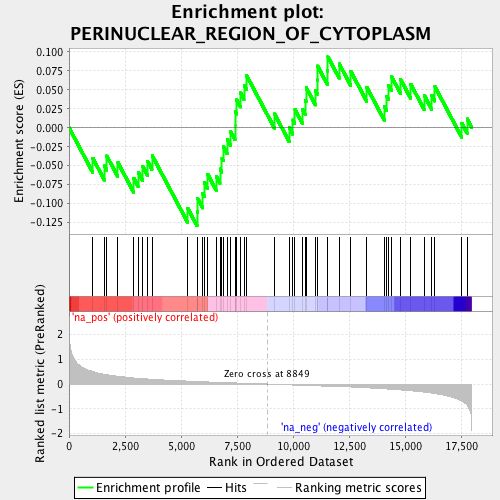 Enrichment plot:
PERINUCLEAR_REGION_OF_CYTOPLASM
Enrichment score (ES)
0.100
0.075
0.050
0.025
0.000
-0.025
-0.050
-0.075
-0.100
-0.125
'na_pos' (positively correlated)
Ranked list metric (PreRanked)
2
1
0
-1
-2
Zero cross at 8849
'na_neg' (negatively correlated)
0 2,500 5,000 7,500 10,000 12,500 15,000 17,500
Rank in Ordered Dataset
Enrichment profile Hits Ranking metric scores